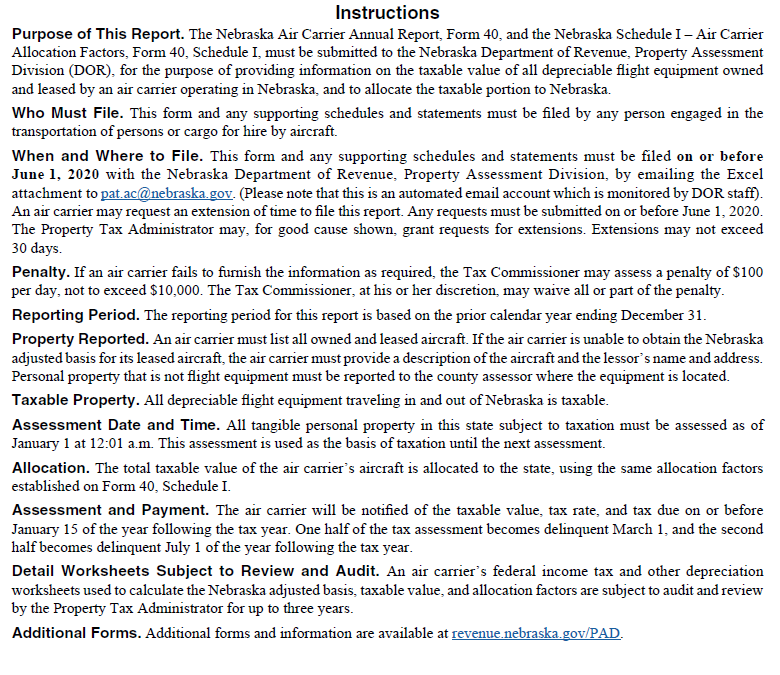 Instructions
Purpose of This Report. The Nebraska Air Carrier Annual Report, Form 40, and the Nebraska Schedule I – Air Carrier
Allocation Factors, Form 40, Schedule I, must be submitted to the Nebraska Department of Revenue, Property Assessment
Division (DOR), for the purpose of providing information on the taxable value of all depreciable flight equipment owned
and leased by an air carrier operating in Nebraska, and to allocate the taxable portion to Nebraska.
Who Must File. This form and any supporting schedules and statements must be filed by any person engaged in the
transportation of persons or cargo for hire by aircraft.
When and Where to File. This form and any supporting schedules and statements must be filed on or before
June 1, 2020 with the Nebraska Department of Revenue, Property Assessment Division, by emailing the Excel
attachment to pat.ac@nebraska.gov. (Please note that this is an automated email account which is monitored by DOR staff).
An air carrier may request an extension of time to file this report. Any requests must be submitted on or before June 1, 2020.
The Property Tax Administrator may, for good cause shown, grant requests for extensions. Extensions may not exceed
30 days.
Penalty. If an air carrier fails to furnish the information as required, the Tax Commissioner may assess a penalty of $100
per day, not to exceed $10,000. The Tax Commissioner, at his or her discretion, may waive all or part of the penalty.
Reporting Period. The reporting period for this report is based on the prior calendar year ending December 31.
Property Reported. An air carrier must list all owned and leased aircraft. If the air carrier is unable to obtain the Nebraska
adjusted basis for its leased aircraft, the air carrier must provide a description of the aircraft and the lessor's name and address.
Personal property that is not flight equipment must be reported to the county assessor where the equipment is located.
Taxable Property. All depreciable flight equipment traveling in and out of Nebraska is taxable.
Assessment Date and Time. All tangible personal property in this state subject to taxation must be assessed as of
January 1 at 12:01 a.m. This assessment is used as the basis of taxation until the next assessment.
Allocation. The total taxable value of the air carrier's aircraft is allocated to the state, using the same allocation factors
established on Form 40, Schedule I.
Assessment and Payment. The air carrier will be notified of the taxable value, tax rate, and tax due on or before
January 15 of the year following the tax year. One half of the tax assessment becomes delinquent March 1, and the second
half becomes delinquent July 1 of the year following the tax year.
Detail Worksheets Subject to Review and Audit. An air carrier's federal income tax and other depreciation
worksheets used to calculate the Nebraska adjusted basis, taxable value, and allocation factors are subject to audit and review
by the Property Tax Administrator for up to three years.
Additional Forms. Additional forms and information are available at revenue.nebraska.gov/PAD.